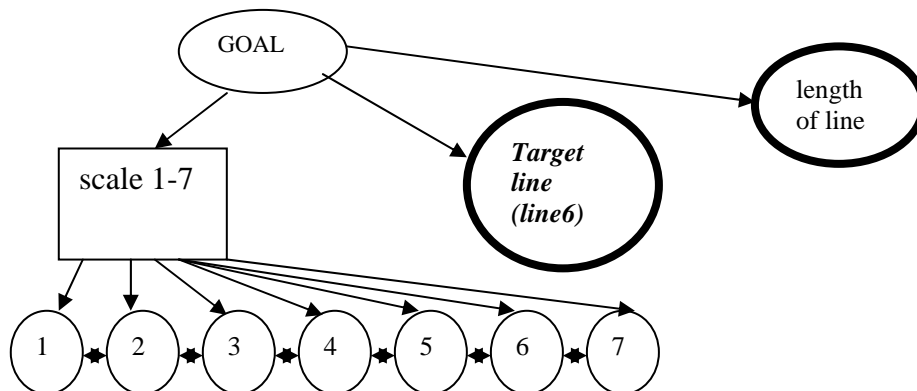 GOAL
length
of line
Target
line
(line6)
scale 1-7
1 2 3 4 5 6 7